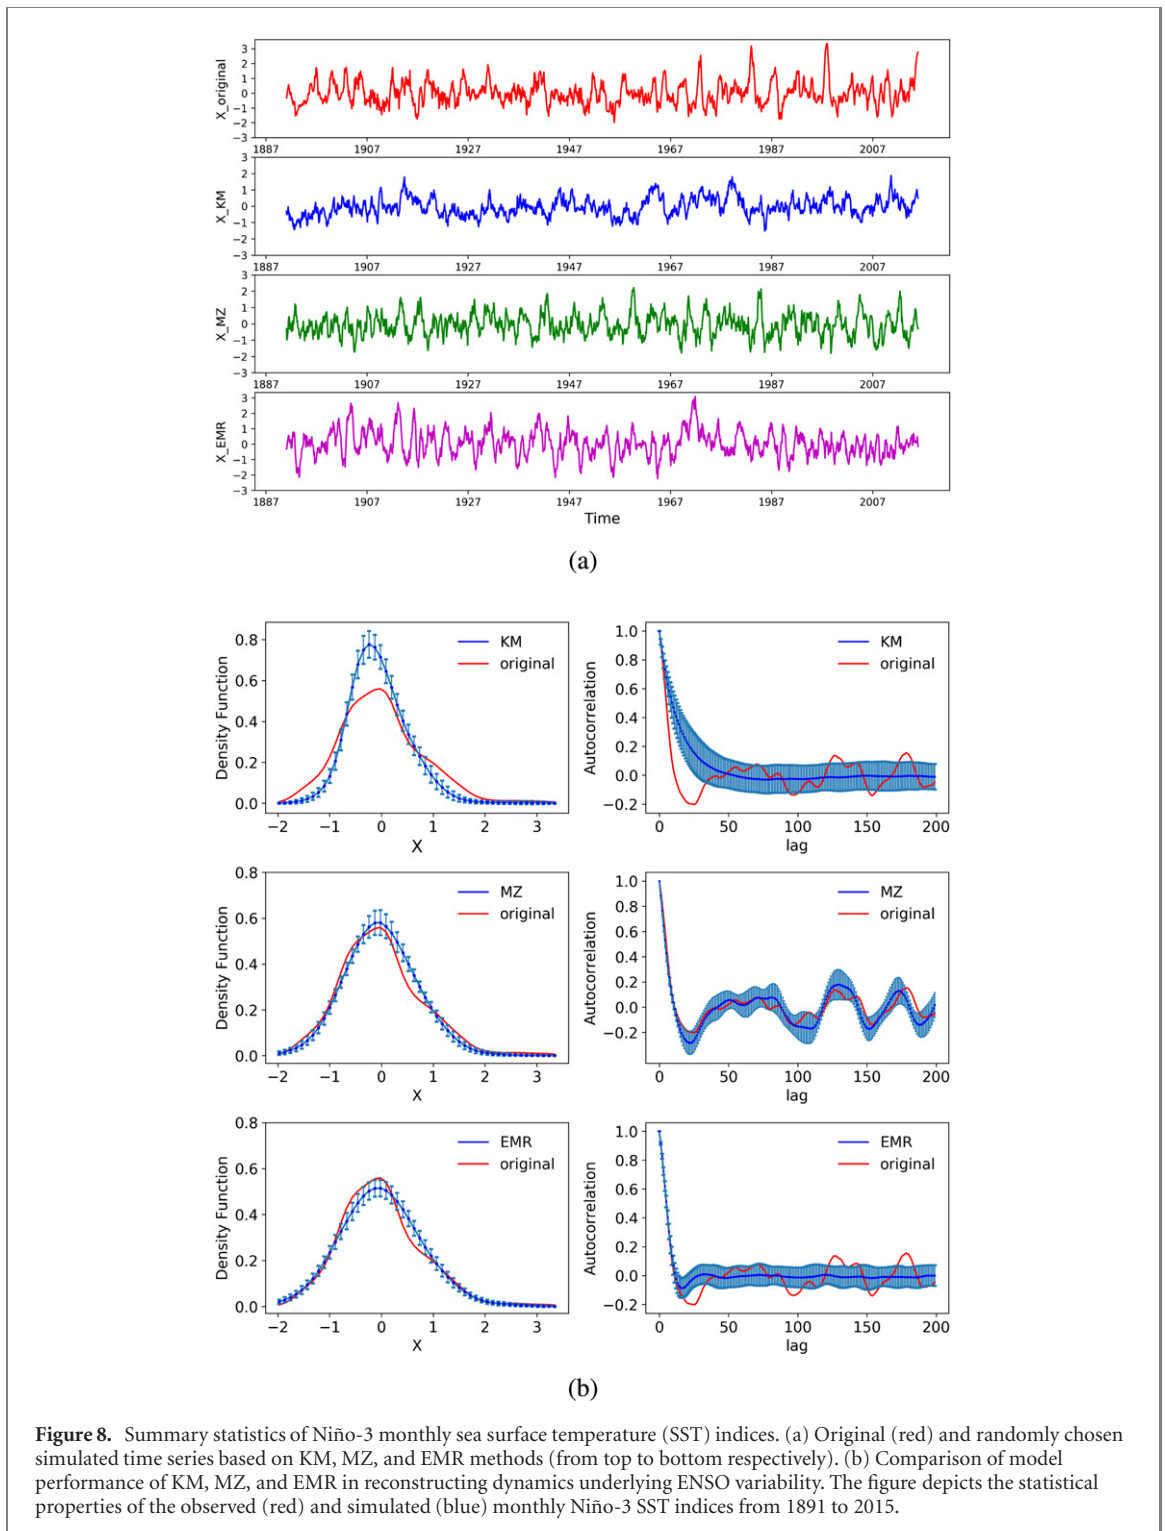 3
2
1
0
−1
−2
−3
X_original
1887 1907 1927 1947 1967 1987 2007
3
2
1
0
−1
−2
−3
X_KM
1887 1907 1927 1947 1967 1987 2007
3
2
1
0
−1
−2
−3
X_MZ
1887 1907 1927 1947 1967 1987 2007
3
2
1
0
−1
−2
−3
X_EMR
1887 1907 1927 1947 1967 1987 2007
Time
(a)
0.8
0.6
0.4
0.2
0.0
Density Function
KM
original
−2 −1 0 1 2 3
X
1.0
0.8
0.6
0.4
0.2
0.0
−0.2
Autocorrelation
KM
original
0 50 100 150 200
lag
0.8
0.6
0.4
0.2
0.0
Density Function
MZ
original
−2 −1 0 1 2 3
X
1.0
0.8
0.6
0.4
0.2
0.0
−0.2
Autocorrelation
MZ
original
0 50 100 150 200
lag
0.8
0.6
0.4
0.2
0.0
Density Function
EMR
original
−2 −1 0 1 2 3
X
1.0
0.8
0.6
0.4
0.2
0.0
−0.2
Autocorrelation
EMR
original
0 50 100 150 200
lag
(b)
Figure 8. Summary statistics of Niño-3 monthly sea surface temperature (SST) indices. (a) Original (red) and randomly chosen
simulated time series based on KM, MZ, and EMR methods (from top to bottom respectively). (b) Comparison of model
performance of KM, MZ, and EMR in reconstructing dynamics underlying ENSO variability. The figure depicts the statistical
properties of the observed (red) and simulated (blue) monthly Niño-3 SST indices from 1891 to 2015.